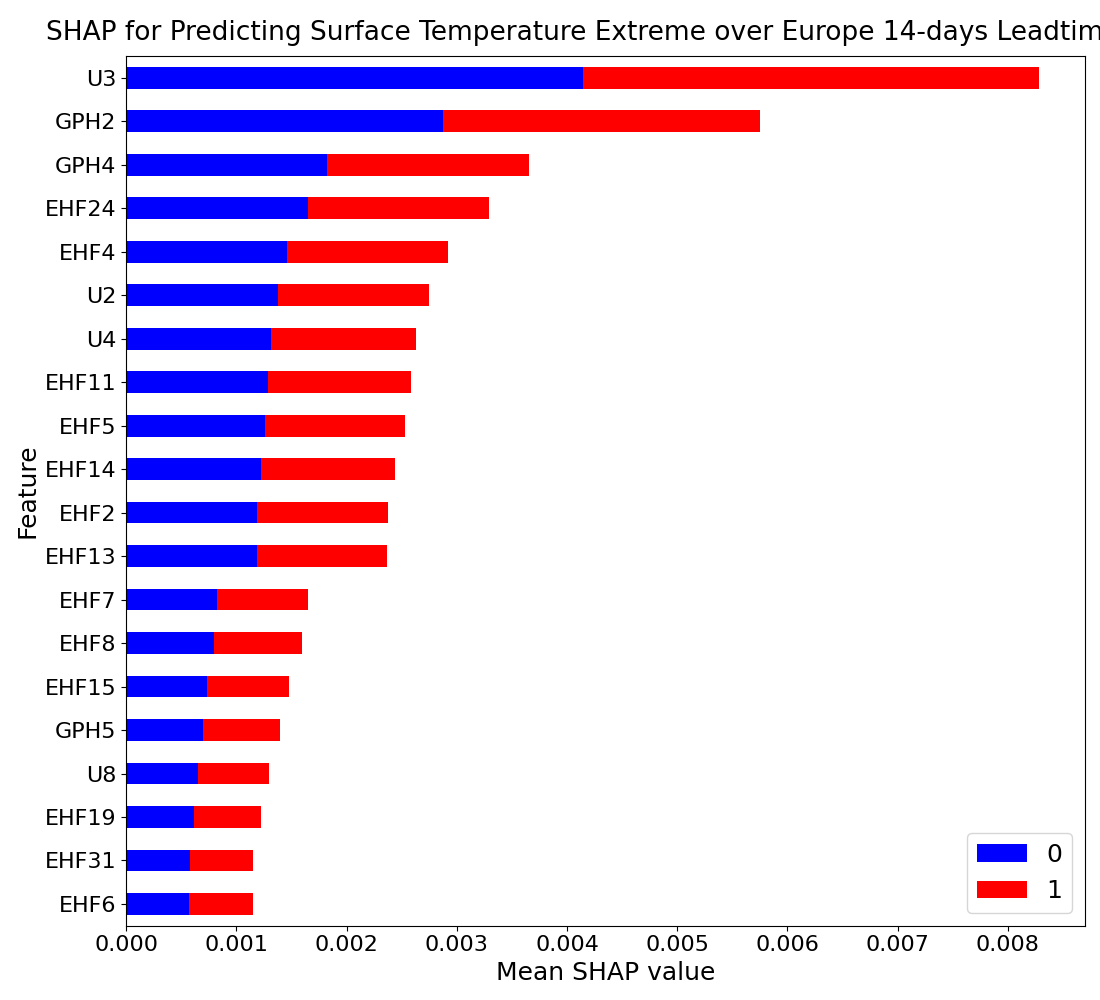 SHAP for Predicting Surface Temperature Extreme over Europe 14-days Leadtim
U3
GPH2
GPH4
EHF24
EHF4
U2
U4
EHF11
EHF5
EHF14
EHF2
EHF13
EHF7
EHF8
EHF15
GPH5
U8
EHF19
EHF31
EHF6
Feature
0
1
0.000 0.001 0.002 0.003 0.004 0.005 0.006 0.007 0.008
Mean SHAP value